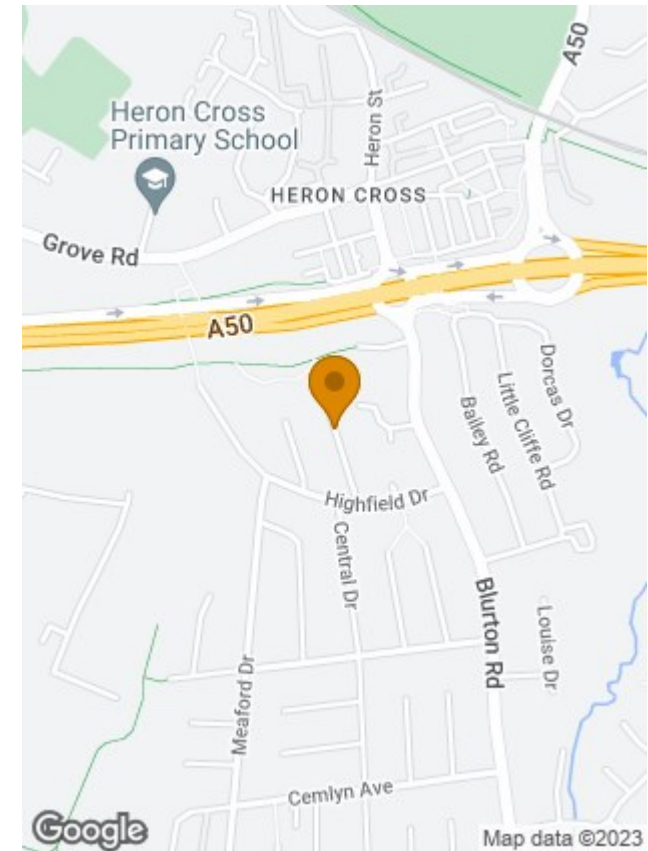 A50
Heron Cross
Primary School
Heron St
HERON CROSS
Grove Rd
A50
Dorcas Dr
Little Cliffe Rd
Bailey Rd
Highfield Dr
Central Dr
Blurton Rd
Louise Dr
Meaford Dr
Cemlyn Ave
Google
Map data ©2023